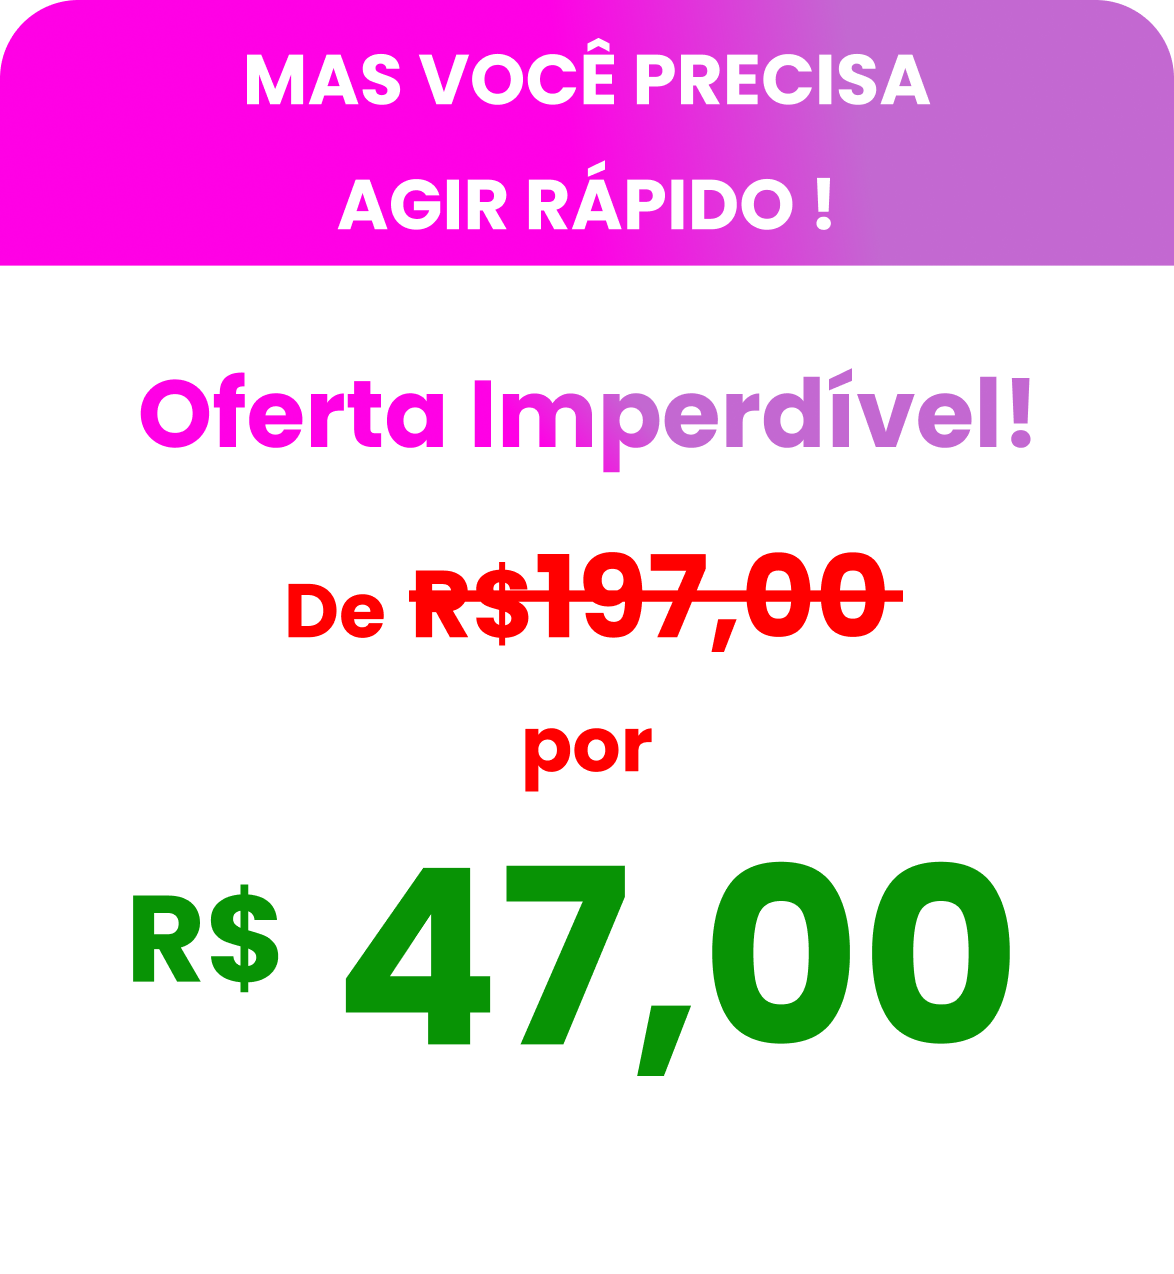 MAS VOCÊ PRECISA
AGIR RÁPIDO !
Oferta Imperdível!
De R$197,00
por
R$ 47,00